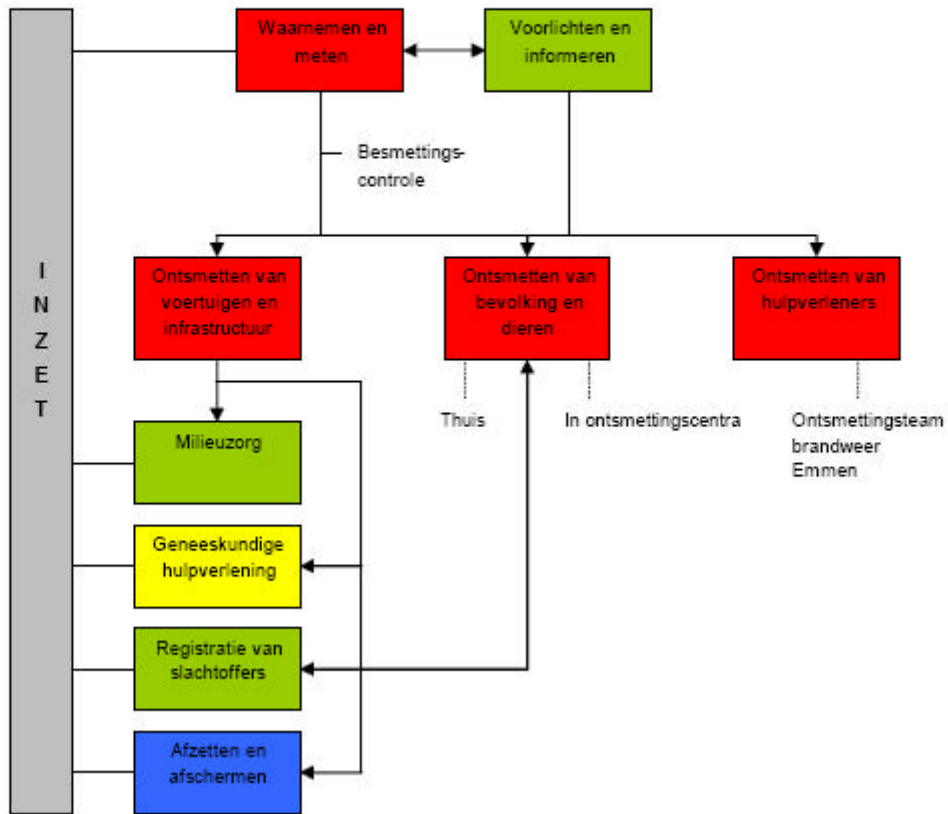 INZET
Waarnemen en
meten
Voorlichten en
informeren
Besmettings-
controle
Ontsmetten van
voertuigen en
infrastructuur
Ontsmetten van
bevolking en
dieren
Ontsmetten van
hulpverleners
Thuis
In ontsmettingscentra
Ontsmettingsteam
brandweer
Emmen
Milieuzorg
Geneeskundige
hulpverlening
Registratie van
slachtoffers
Afzetten en
afschermen